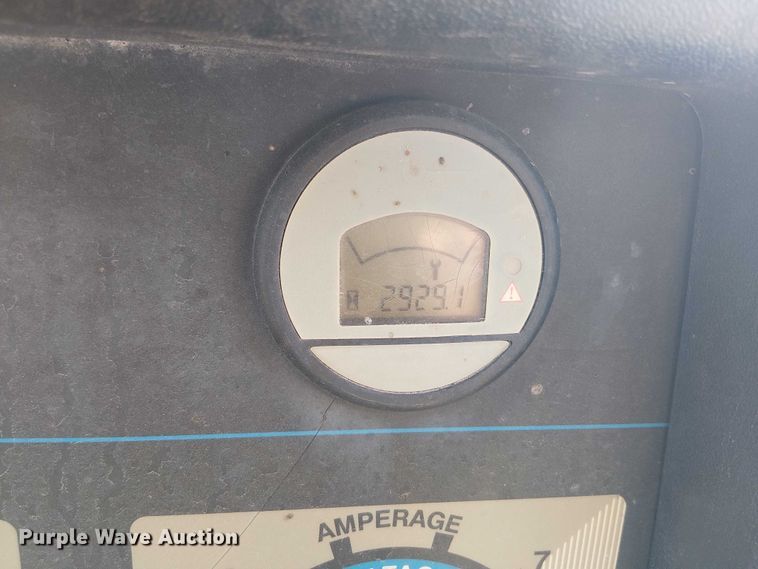 2929.1
AMPERAGE
7
Purple Wave Auction